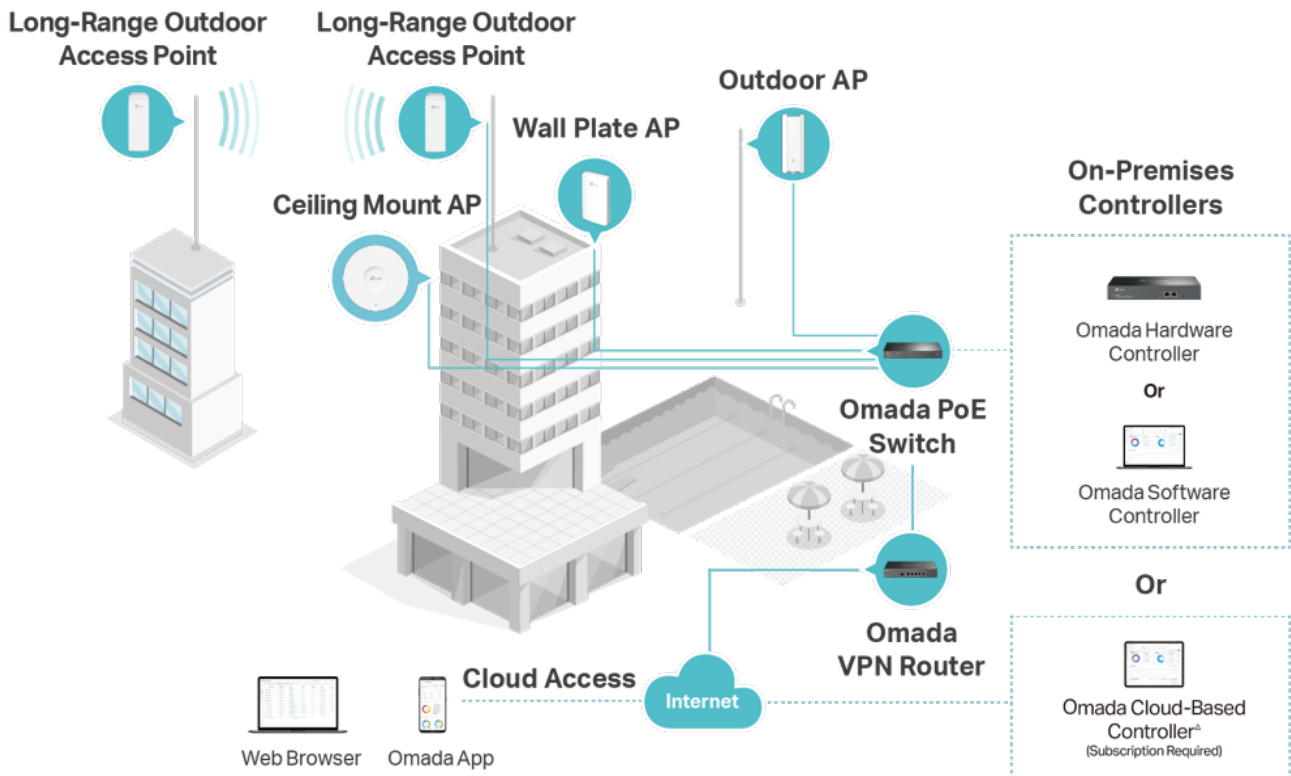 Long-Range Outdoor
Access Point
Long-Range Outdoor
Access Point
Outdoor AP
Wall Plate AP
Ceiling Mount AP
On-Premises
Controllers
Omada Hardware
Controller
Or
Omada Software
Controller
Omada PoE
Switch
Or
Omada
VPN Router
Cloud Access
Internet
Omada Cloud-Based
Controller△
(Subscription Required)
Web Browser
Omada App